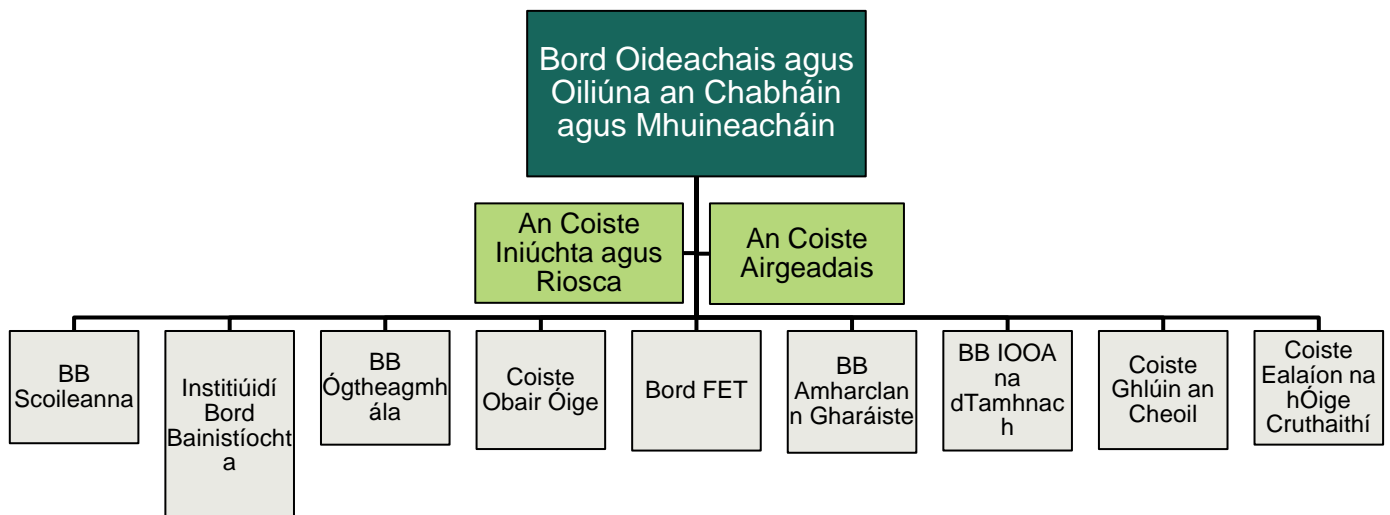 Bord Oideachais agus
Oiliúna an Chabháin
agus Mhuineacháin
An Coiste
Iniúchta agus
Riosca
An Coiste
Airgeadais
BB
Scoileanna
Institiúidí
Bord
Bainistíocht
a
BB
Ógtheagmh
ála
Coiste
Obair Óige
Bord FET
BB
Amharclan
n Gharáiste
BB IOOA
na
dTamhnac
h
Coiste
Ghlúin an
Cheoil
Coiste
Ealaíon na
hÓige
Cruthaithí